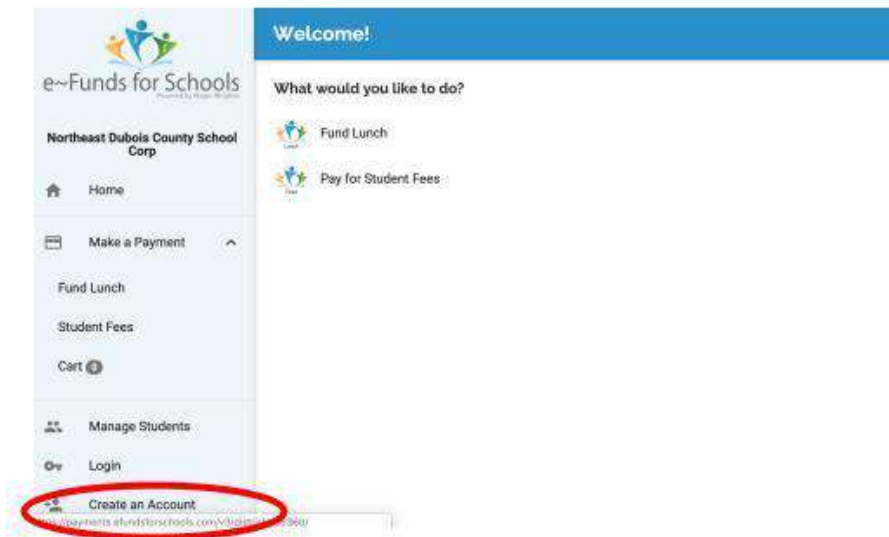 e~Funds for Schools
Northeast Dubois County School
Corp
Home
Make a Payment
Fund Lunch
Student Fees
Cart 0
Manage Students
Login
Create an Account
Welcome!
What would you like to do?
Fund Lunch
Pay for Student Fees